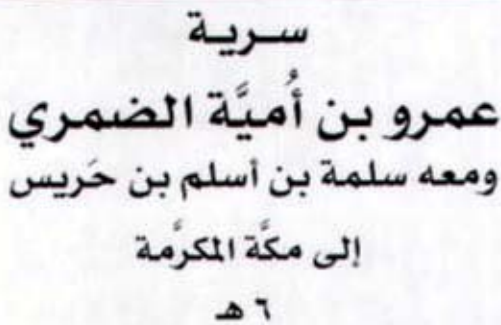 سرية
عمرو بن أُميَّة الضمري
ومعه سلمة بن أسلم بن حَريس
إلى مكَّة المكرَّمة
٦ هـ